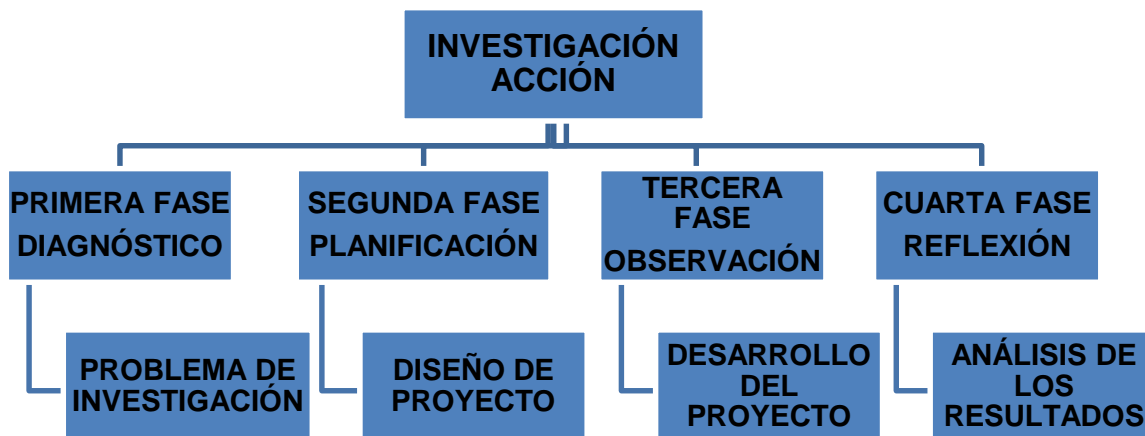 INVESTIGACIÓN
ACCIÓN
PRIMERA FASE
DIAGNÓSTICO
SEGUNDA FASE
PLANIFICACIÓN
TERCERA
FASE
OBSERVACIÓN
CUARTA FASE
REFLEXIÓN
PROBLEMA DE
INVESTIGACIÓN
DISEÑO DE
PROYECTO
DESARROLLO
DEL
PROYECTO
ANÁLISIS DE
LOS
RESULTADOS